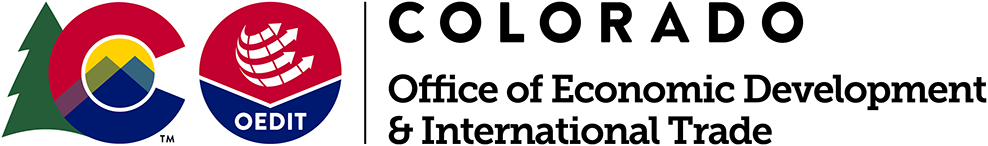 TM
OEDIT
COLORADO
Office of Economic Development
& International Trade